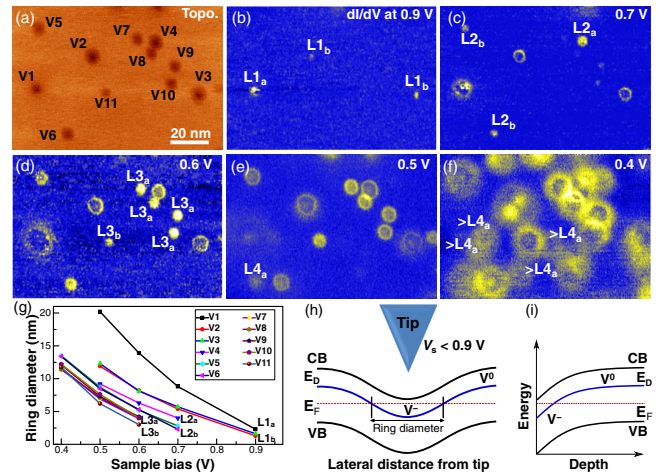 (a) Topo.
V5
V7 V4
V2
V8
V9
V1
V11
V10 V3
V6
20 nm
(b) dI/dV at 0.9 V
L1b
L1a
L1b
(c) 0.7 V
L2b
L2a
L2b
(d) 0.6 V
L3a
L3a
L3b
L3a
L3a
(e) 0.5 V
L4a
(f) 0.4 V
>L4a
>L4a
>L4a
>L4a
(g)
Ring diameter (nm)
20
15
10
5
0
V1 V7
V2 V8
V3 V9
V4 V10
V5 V11
V6
L3a L2a
L3b L2b
L1a
L1b
0.4 0.5 0.6 0.7 0.8 0.9
Sample bias (V)
(h)
Tip
Vs < 0.9 V
CB
ED
V0
EF
V−
Ring diameter
VB
Lateral distance from tip
(i)
Energy
CB
ED
V0
EF
V−
VB
Depth